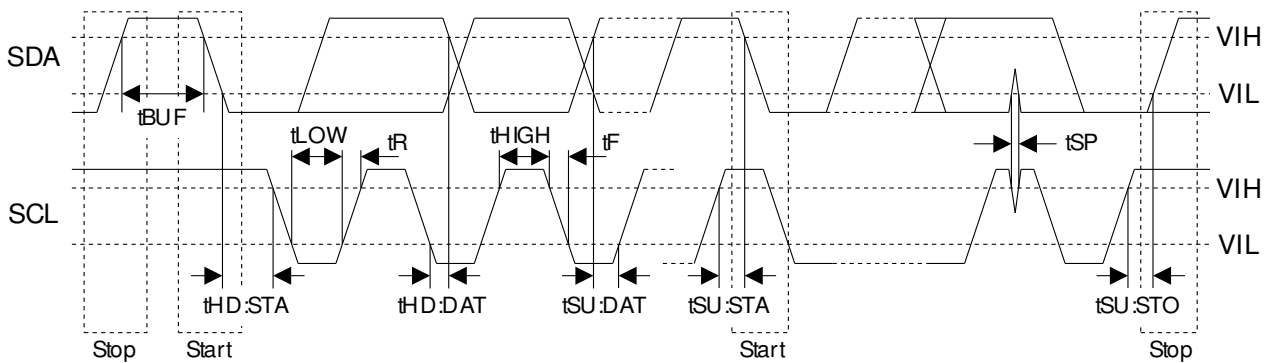 SDA
VIH
VIL
tBUF
tLOW
tR
tHIGH
tF
tSP
SCL
VIH
VIL
tHD:STA
tHD:DAT
tSU:DAT
tSU:STA
tSU:STO
Stop
Start
Start
Stop